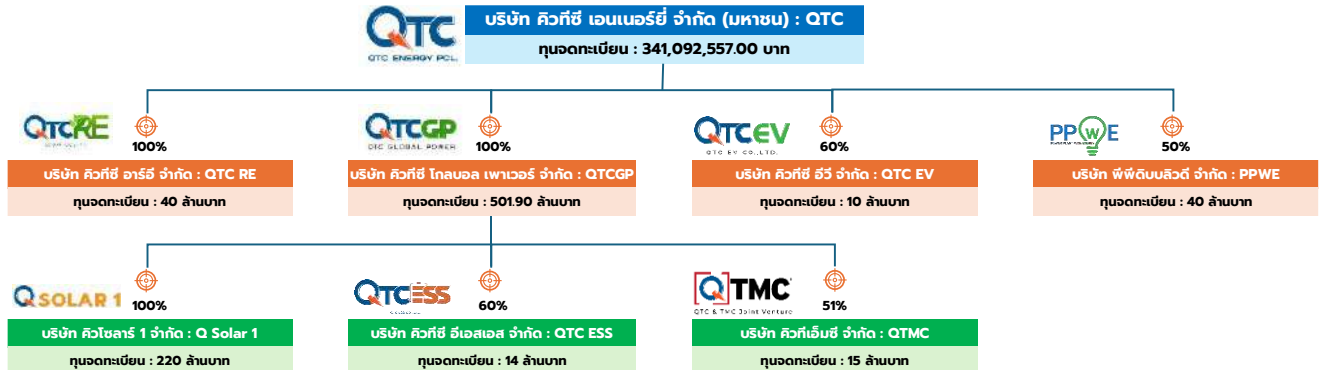 QTC
QTC ENERGY PCL.
บริษัท คิวทีซี เอนเนอร์ยี่ จำกัด (มหาชน) : QTC
ทุนจดทะเบียน : 341,092,557.00 บาท
QTCRE
100%
บริษัท คิวทีซี อาร์อี จำกัด : QTC RE
ทุนจดทะเบียน : 40 ล้านบาท
QTCGP
QTC GLOBAL POWER
100%
บริษัท คิวทีซี โกลบอล เพาเวอร์ จำกัด : QTCGP
ทุนจดทะเบียน : 501.90 ล้านบาท
QTCEV
QTC EV CO.,LTD.
60%
บริษัท คิวทีซี อีวี จำกัด : QTC EV
ทุนจดทะเบียน : 10 ล้านบาท
PPWE
50%
บริษัท พีพีดับบลิวดี จำกัด : PPWE
ทุนจดทะเบียน : 40 ล้านบาท
QSOLAR 1
100%
บริษัท คิวโซลาร์ 1 จำกัด : Q Solar 1
ทุนจดทะเบียน : 220 ล้านบาท
QTCESS
60%
บริษัท คิวทีซี อีเอสเอส จำกัด : QTC ESS
ทุนจดทะเบียน : 14 ล้านบาท
QTMC
QTC & TMC Joint Venture
51%
บริษัท คิวทีเอ็มซี จำกัด : QTMC
ทุนจดทะเบียน : 15 ล้านบาท